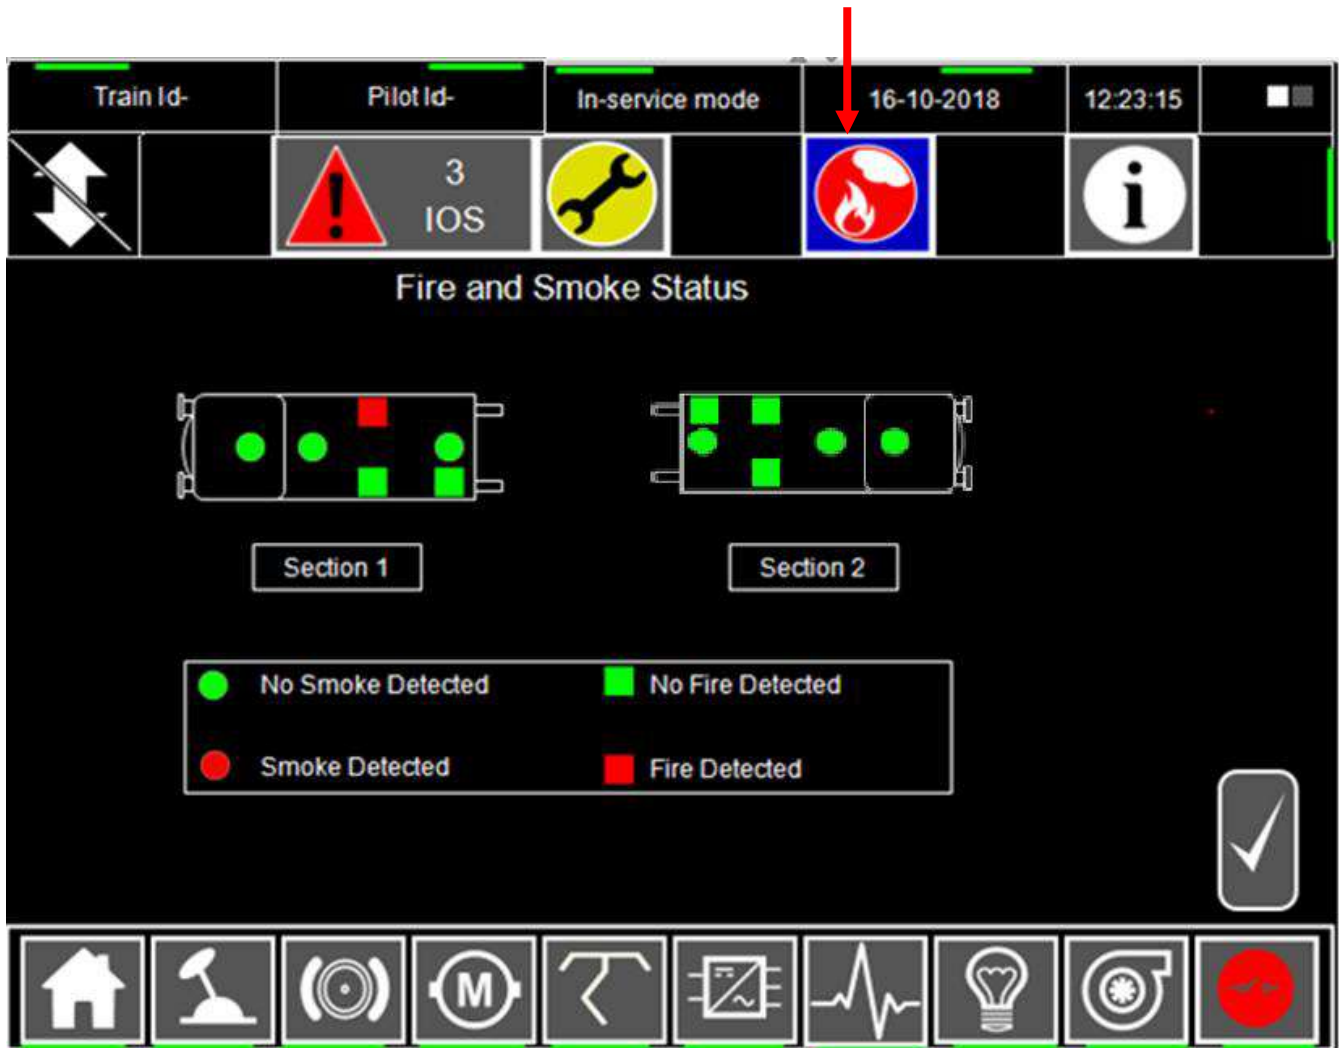 Train Id-
Pilot Id-
In-service mode
16-10-2018
12:23:15
3
IOS
Fire and Smoke Status
Section 1
Section 2
No Smoke Detected
No Fire Detected
Smoke Detected
Fire Detected
M